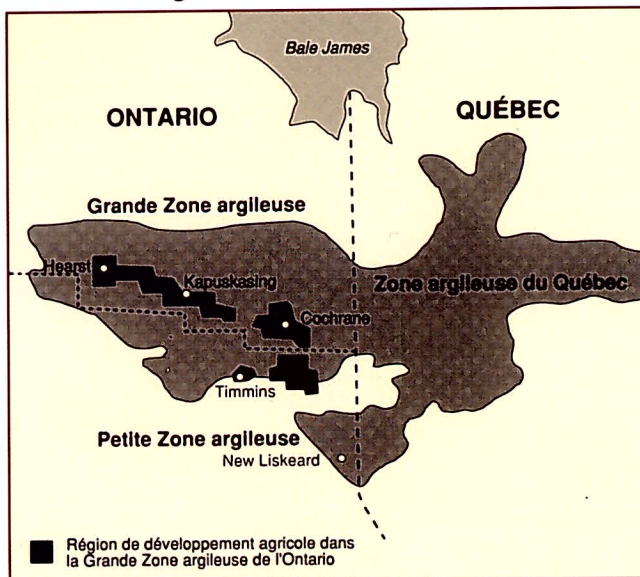 Baie James
ONTARIO
QUÉBEC
Grande Zone argileuse
Hearst
Kapuskasing
Zone argileuse du Québec
Cochrane
Timmins
Petite Zone argileuse
New Liskeard
Région de développement agricole dans
la Grande Zone argileuse de l'Ontario